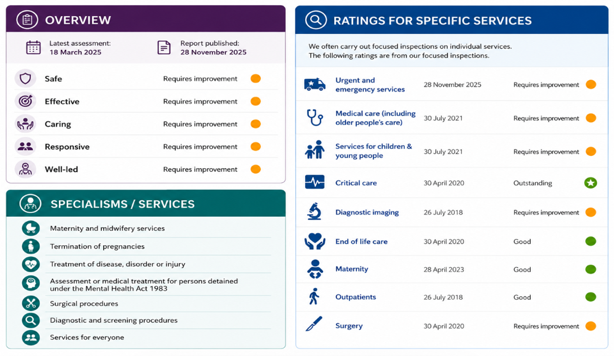 OVERVIEW
Latest assessment:
18 March 2025
Report published:
28 November 2025
Safe Requires improvement
Effective Requires improvement
Caring Requires improvement
Responsive Requires improvement
Well-led Requires improvement
SPECIALISMS / SERVICES
Maternity and midwifery services
Termination of pregnancies
Treatment of disease, disorder or injury
Assessment or medical treatment for persons detained
under the Mental Health Act 1983
Surgical procedures
Diagnostic and screening procedures
Services for everyone
RATINGS FOR SPECIFIC SERVICES
We often carry out focused inspections on individual services.
The following ratings are from our focused inspections.
Urgent and
emergency services 28 November 2025 Requires improvement
Medical care (including
older people's care) 30 July 2021 Requires improvement
Services for children &
young people 30 July 2021 Requires improvement
Critical care 30 April 2020 Outstanding
Diagnostic imaging 26 July 2018 Requires improvement
End of life care 30 April 2020 Good
Maternity 28 April 2023 Good
Outpatients 26 July 2018 Good
Surgery 30 April 2020 Requires improvement